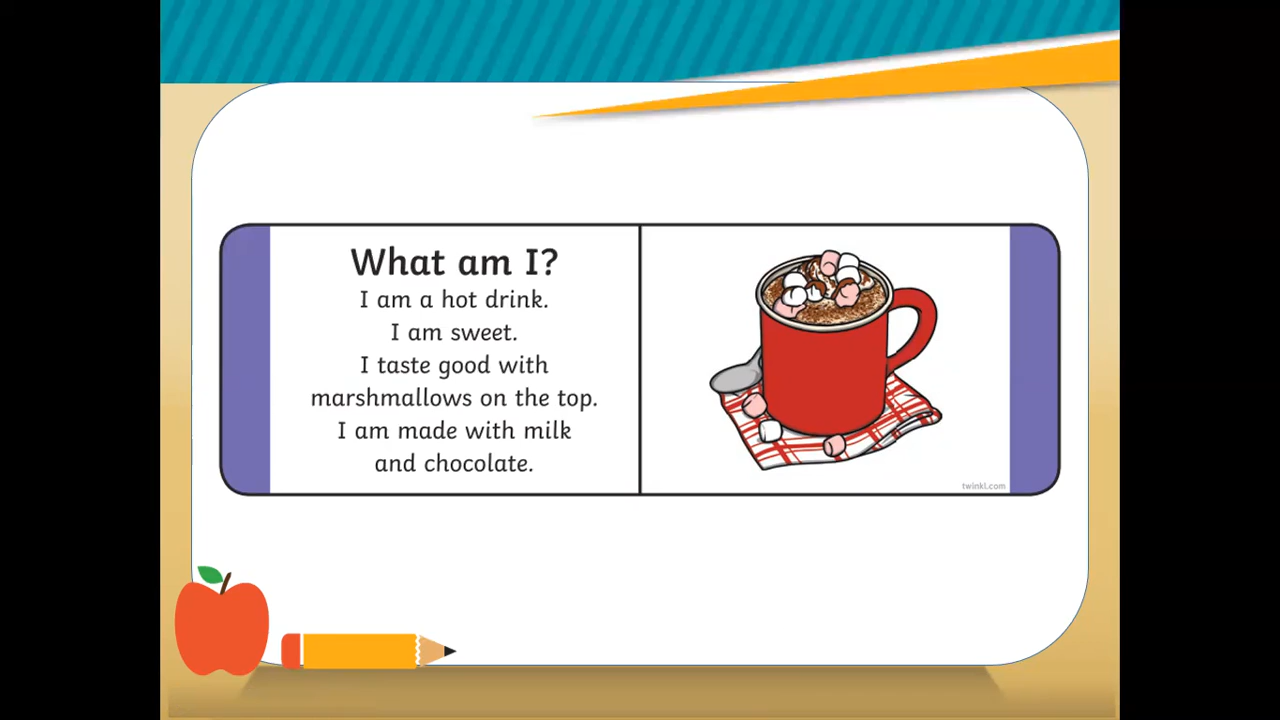 What am I?
I am a hot drink.
I am sweet.
I taste good with
marshmallows on the top.
I am made with milk
and chocolate.
twinkl.com